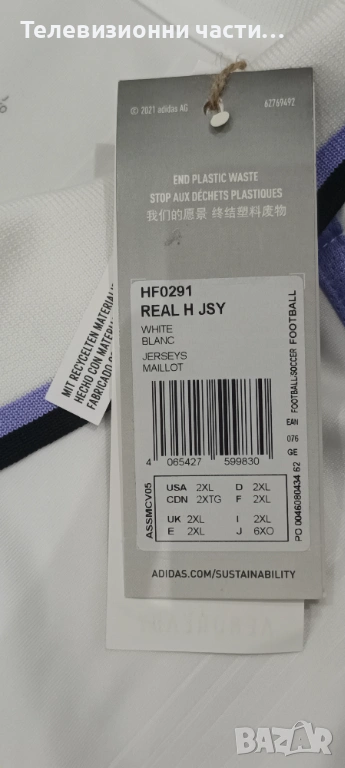 Телевизионни части…
© 2021 adidas AG
62769492
END PLASTIC WASTE
STOP AUX DÉCHETS PLASTIQUES
我们的愿景 终结塑料废物
HF0291
REAL H JSY
WHITE
BLANC
JERSEYS
MAILLOT
4 065427 599830
ASSMCV05
USA 2XL D 2XL
CDN 2XTG F 2XL
UK 2XL I 2XL
E 2XL J 6XO
FOOTBALL-SOCCER FOOTBALL
EAN
076
GE
PO 0046080434 62
ADIDAS.COM/SUSTAINABILITY
MIT RECYCELTEN
HECHO CON
FABRICADO
BAZAR